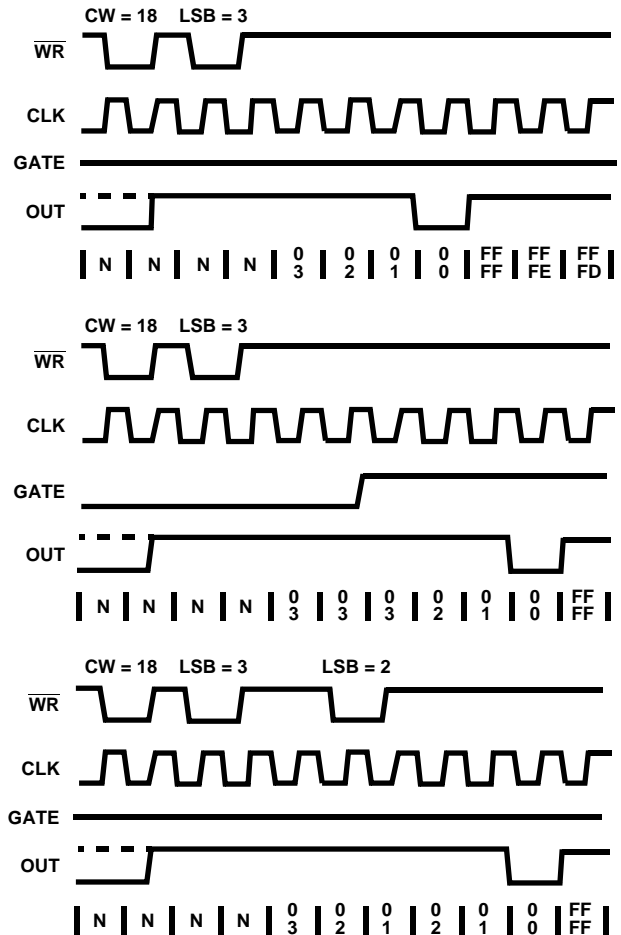 CW = 18 LSB = 3
WR
CLK
GATE
OUT
N N N N 0 0 0 0 FF FF FF
3 2 1 0 FF FE FD
CW = 18 LSB = 3
WR
CLK
GATE
OUT
N N N N 0 0 0 0 0 0 FF
3 3 3 2 1 0 FF
CW = 18 LSB = 3 LSB = 2
WR
CLK
GATE
OUT
N N N N 0 0 0 0 0 0 FF
3 2 1 2 1 0 FF